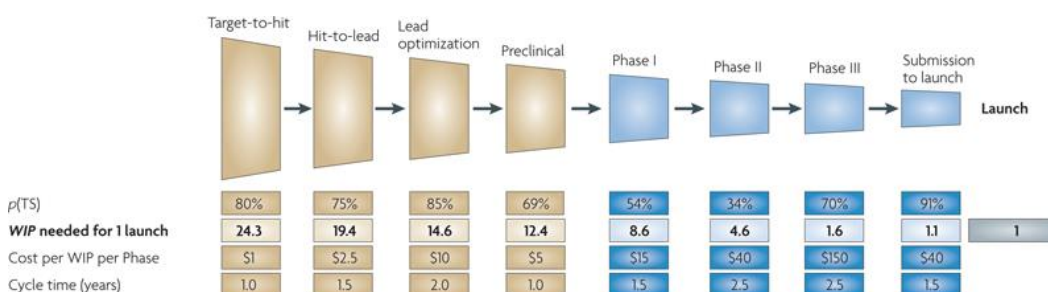 Target-to-hit
Hit-to-lead
Lead
optimization
Preclinical
Phase I
Phase II
Phase III
Submission
to launch
Launch
p(TS) 80% 75% 85% 69% 54% 34% 70% 91%
WIP needed for 1 launch 24.3 19.4 14.6 12.4 8.6 4.6 1.6 1.1 1
Cost per WIP per Phase $1 $2.5 $10 $5 $15 $40 $150 $40
Cycle time (years) 1.0 1.5 2.0 1.0 1.5 2.5 2.5 1.5